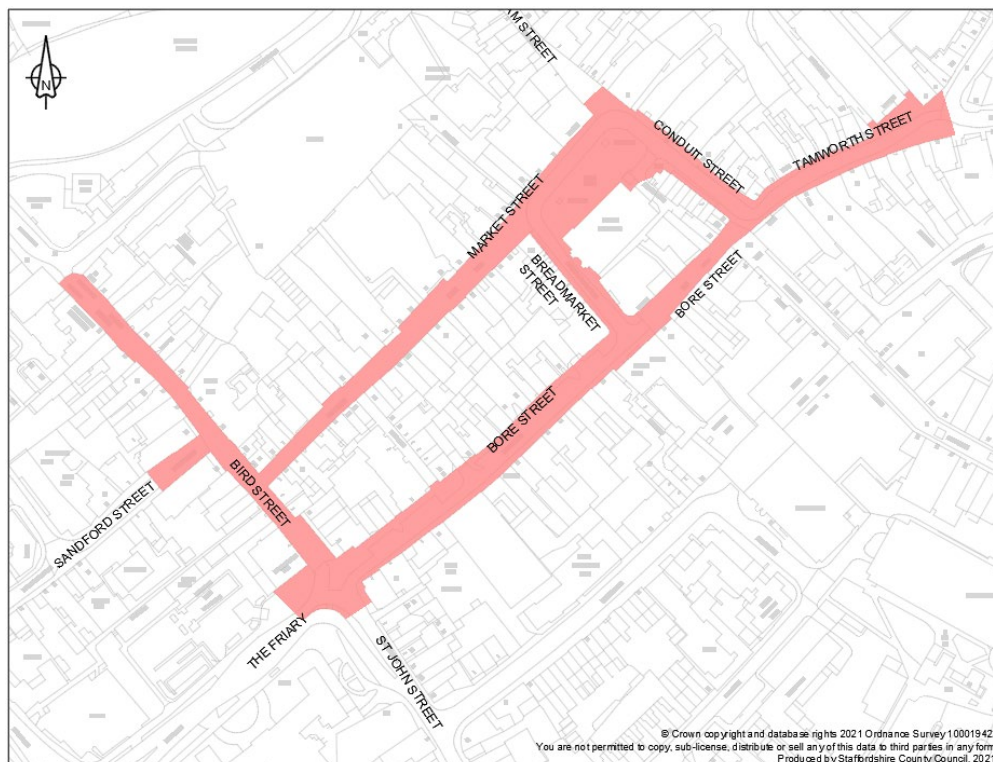 AM STREET
N
CONDUIT STREET
TAMWORTH STREET
MARKET STREET
BREADMARKET
STREET
BORE STREET
BORE STREET
BIRD STREET
SANDFORD STREET
THE FRIARY
ST JOHN STREET
© Crown copyright and database rights 2021 Ordnance Survey 10001942
You are not permitted to copy, sub-license, distribute or sell any of this data to third parties in any form
Produced by Staffordshire County Council, 2021